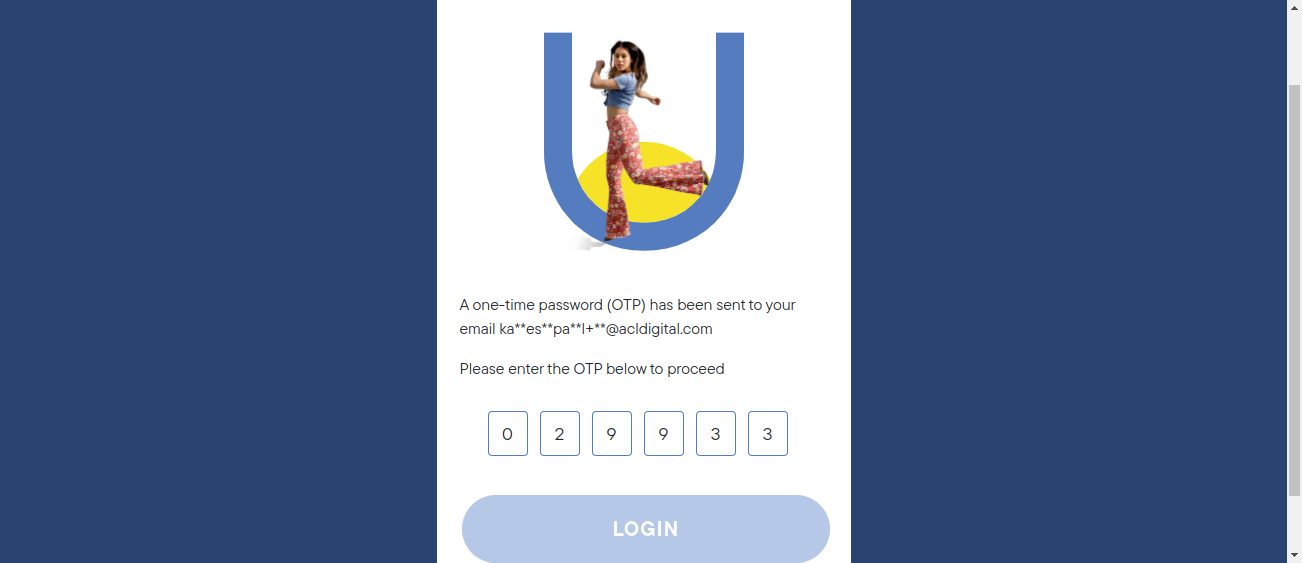 A one-time password (OTP) has been sent to your
email ka**es**pa**l+**@acldigital.com
Please enter the OTP below to proceed
0 2 9 9 3 3
LOGIN